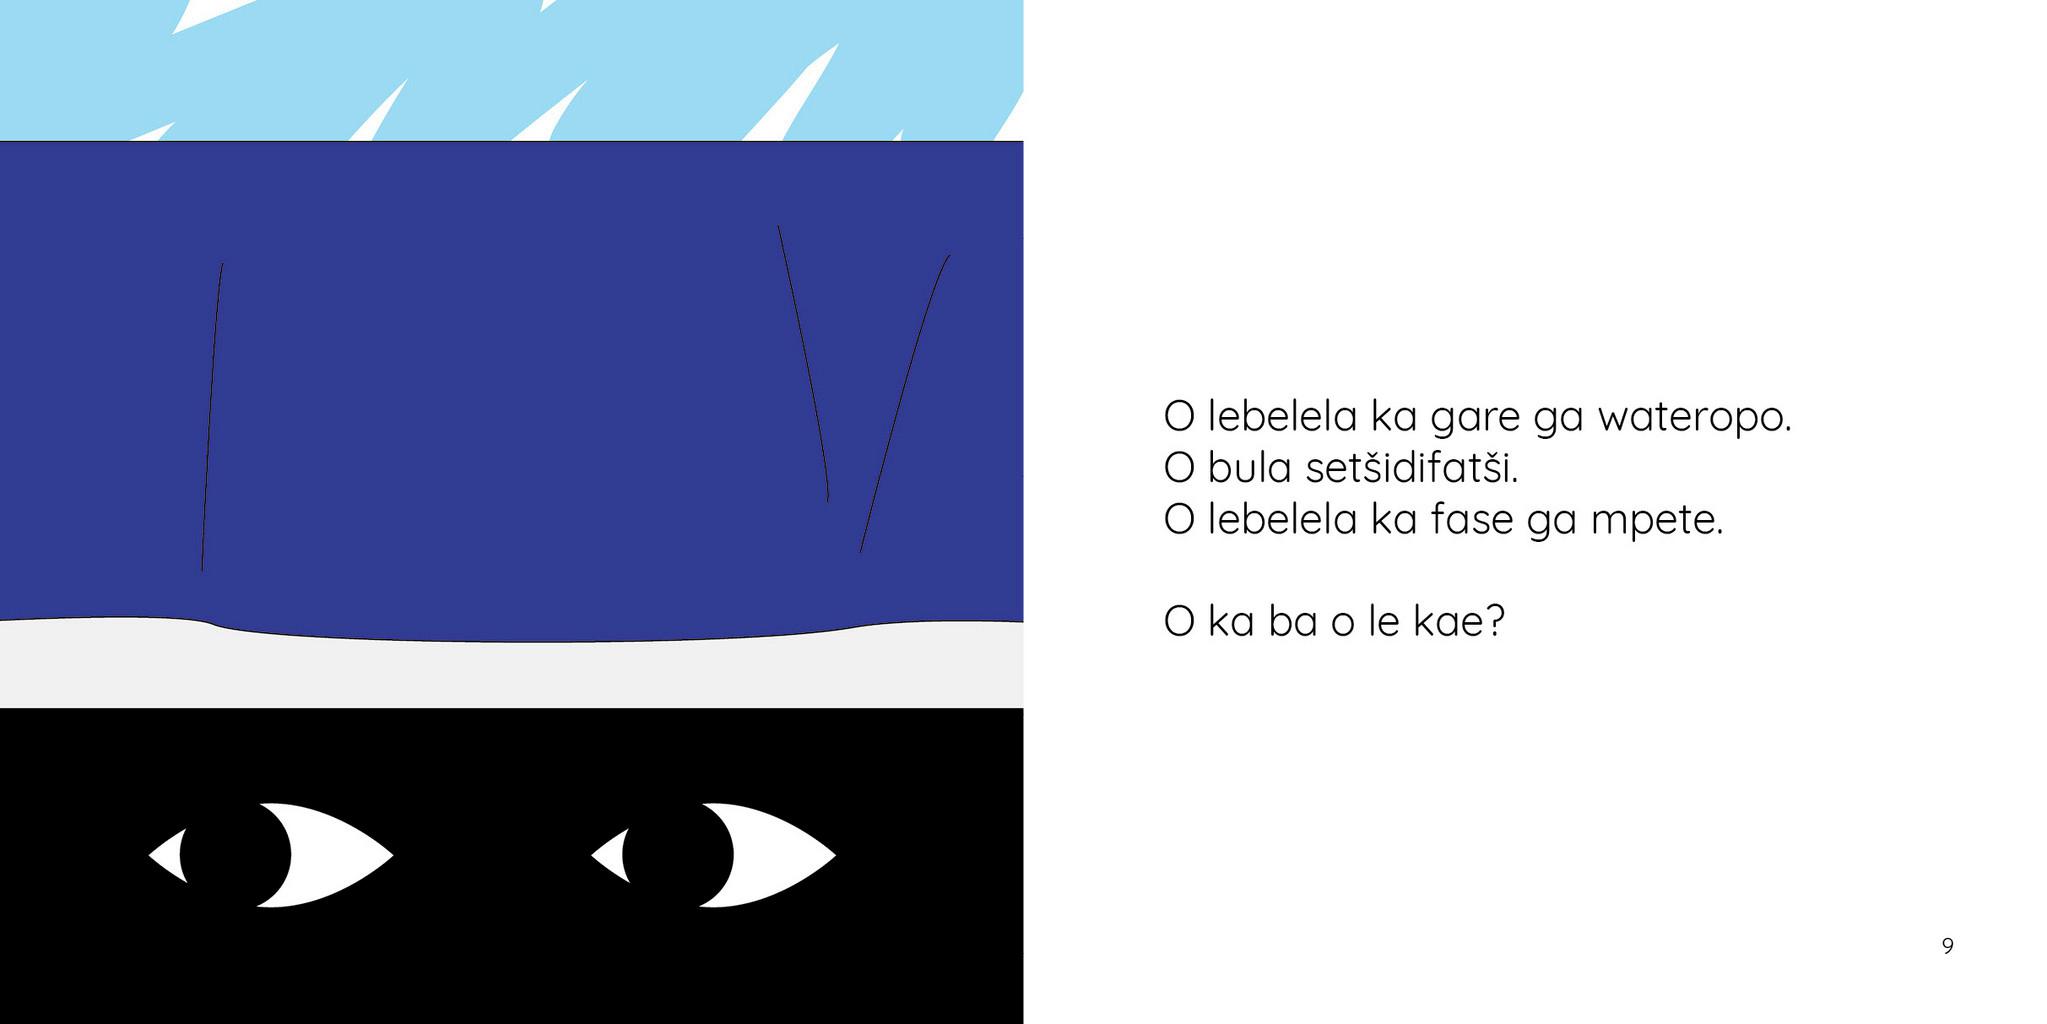 O lebelela ka gare ga wateropo.
O bula setšidifatši.
O lebelela ka fase ga mpete.
O ka ba o le kae?
9